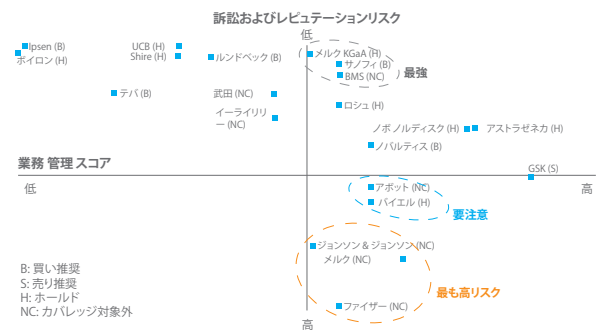 訴訟およびレピュテーションリスク
低
Ipsen (B)
ボイロン (H)
UCB (H)
Shire (H)
ルンドベック (B)
メルク KGaA (H)
サノフィ (B)
BMS (NC)
最強
テバ (B)
武田 (NC)
イーライリリ
ー (NC)
ロシュ (H)
ノボ ノルディスク (H)
アストラゼネカ (H)
ノバルティス (B)
業務 管理 スコア
GSK (S)
低
高
アボット (NC)
バイエル (H)
要注意
ジョンソン & ジョンソン (NC)
メルク (NC)
B: 買い推奨
S: 売り推奨
H: ホールド
NC: カバレッジ対象外
最も高リスク
ファイザー (NC)
高